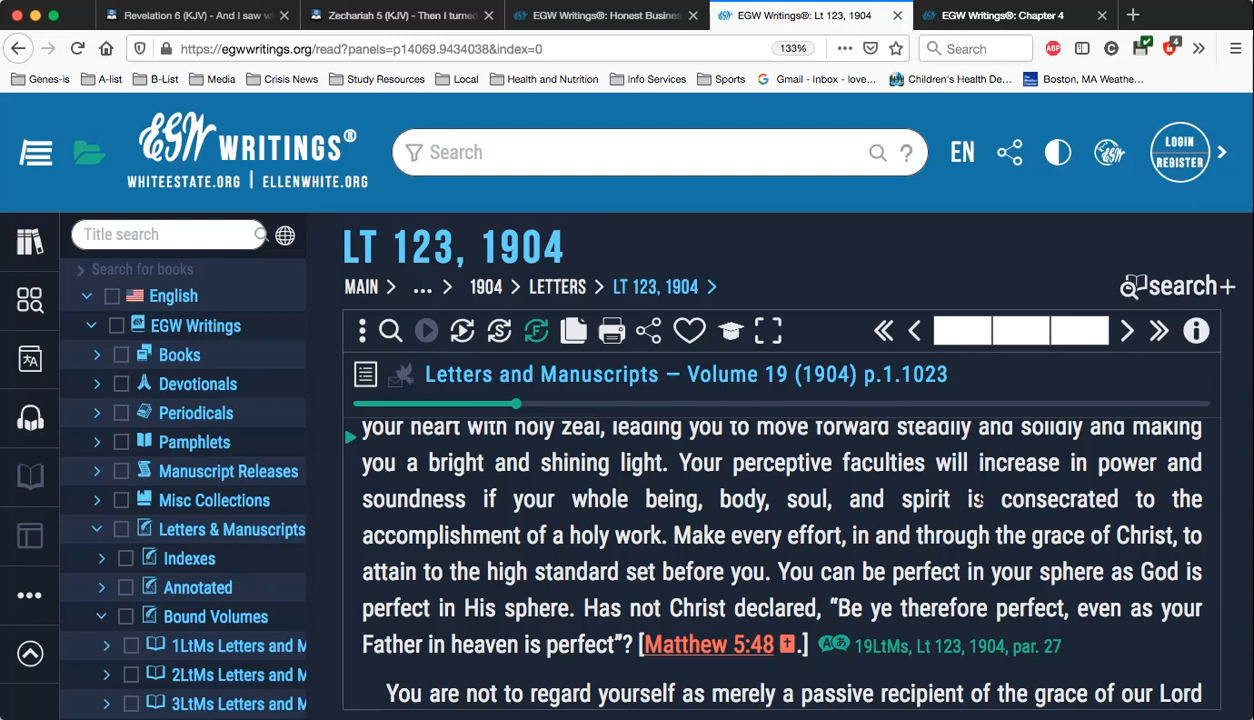 Revelation 6 (KJV) - And I saw w
Zechariah 5 (KJV) - Then I turned
EGW Writings®: Honest Busines
EGW Writings®: Lt 123, 1904
EGW Writings®: Chapter 4
https://egwwritings.org/read?panels=p14069.9434038&index=0
133%
Search
ABP
4
Genes-is
A-list
B-List
Media
Crisis News
Study Resources
Local
Health and Nutrition
Info Services
Sports
Gmail - Inbox - love...
Children's Health De...
Boston, MA Weathe...
EGW WRITINGS®
WHITEESTATE.ORG | ELLENWHITE.ORG
Search
EN
LOGIN
REGISTER
Title search
Search for books
English
EGW Writings
Books
Devotionals
Periodicals
Pamphlets
Manuscript Releases
Misc Collections
Letters & Manuscripts
Indexes
Annotated
Bound Volumes
1LtMs Letters and M
2LtMs Letters and M
3LtMs Letters and M
LT 123, 1904
MAIN > ... > 1904 > LETTERS > LT 123, 1904 >
search+
Letters and Manuscripts — Volume 19 (1904) p.1.1023
your heart with holy zeal, leading you to move forward steadily and solidly and making
you a bright and shining light. Your perceptive faculties will increase in power and
soundness if your whole being, body, soul, and spirit is consecrated to the
accomplishment of a holy work. Make every effort, in and through the grace of Christ, to
attain to the high standard set before you. You can be perfect in your sphere as God is
perfect in His sphere. Has not Christ declared, “Be ye therefore perfect, even as your
Father in heaven is perfect”? [Matthew 5:48.] 19LtMs, Lt 123, 1904, par. 27
You are not to regard yourself as merely a passive recipient of the grace of our Lord